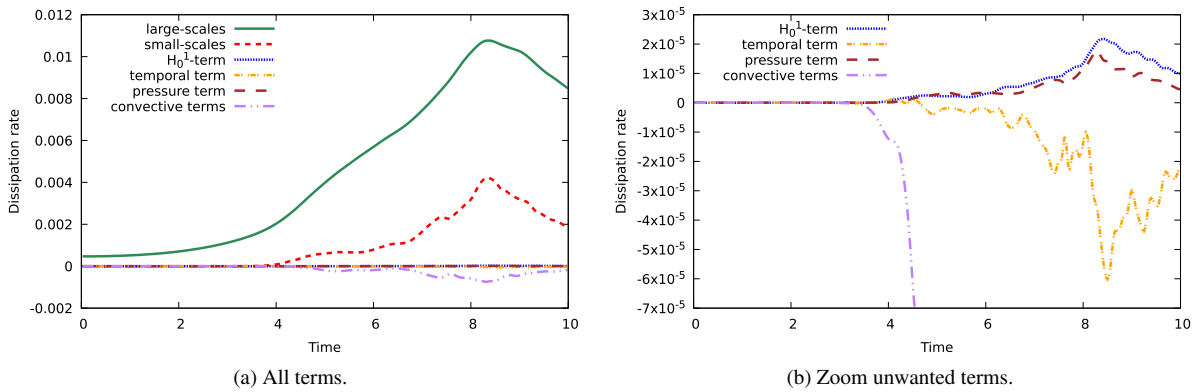 0.012
0.01
0.008
0.006
0.004
0.002
0
-0.002
Dissipation rate
large-scales
small-scales
H₀¹-term
temporal term
pressure term
convective terms
0 2 4 6 8 10
Time
(a) All terms.
3x10⁻⁵
2x10⁻⁵
1x10⁻⁵
0
-1x10⁻⁵
-2x10⁻⁵
-3x10⁻⁵
-4x10⁻⁵
-5x10⁻⁵
-6x10⁻⁵
-7x10⁻⁵
Dissipation rate
H₀¹-term
temporal term
pressure term
convective terms
0 2 4 6 8 10
Time
(b) Zoom unwanted terms.